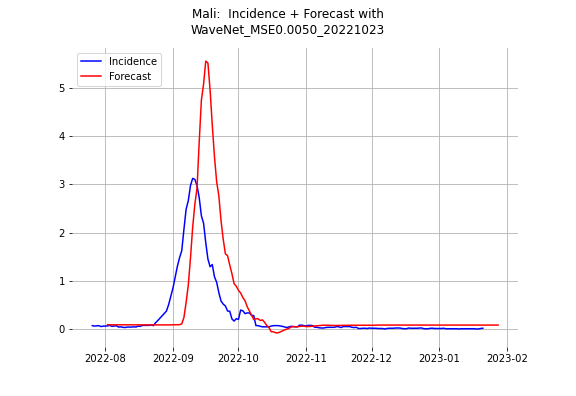 Mali:  Incidence + Forecast with
WaveNet_MSE0.0050_20221023
Incidence
Forecast
5
4
3
2
1
0
2022-08 2022-09 2022-10 2022-11 2022-12 2023-01 2023-02